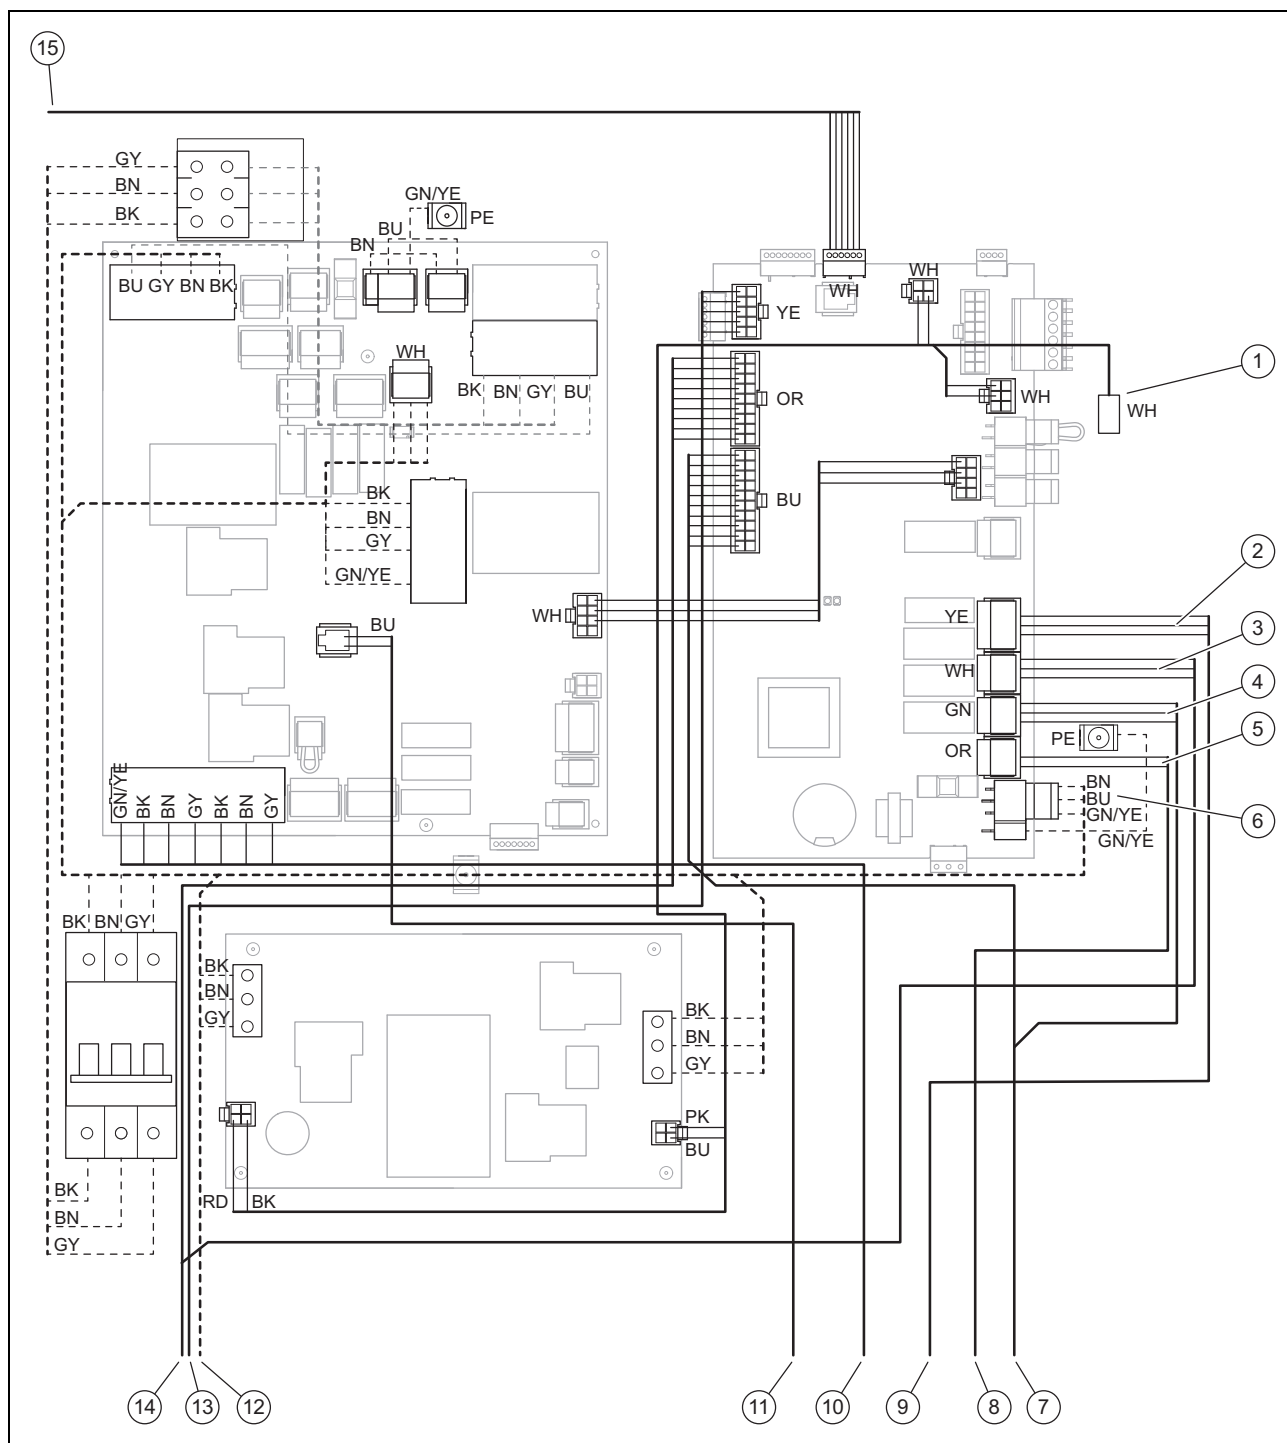 15
GY
BN
BK
GN/YE
PE
BU
BN
BU GY BN BK
WH
WH
YE
WH
BK BN GY BU
OR
WH
WH
1
BK
BN
GY
GN/YE
BU
2
WH
BU
YE
3
WH
4
GN
PE
5
OR
BN
BU
GN/YE
6
GN/YE
GN/YE BK BN GY BK BN GY
BK BN GY
BK
BN
GY
BK
BN
GY
PK
BU
RD BK
BK
BN
GY
14 13 12 11 10 9 8 7